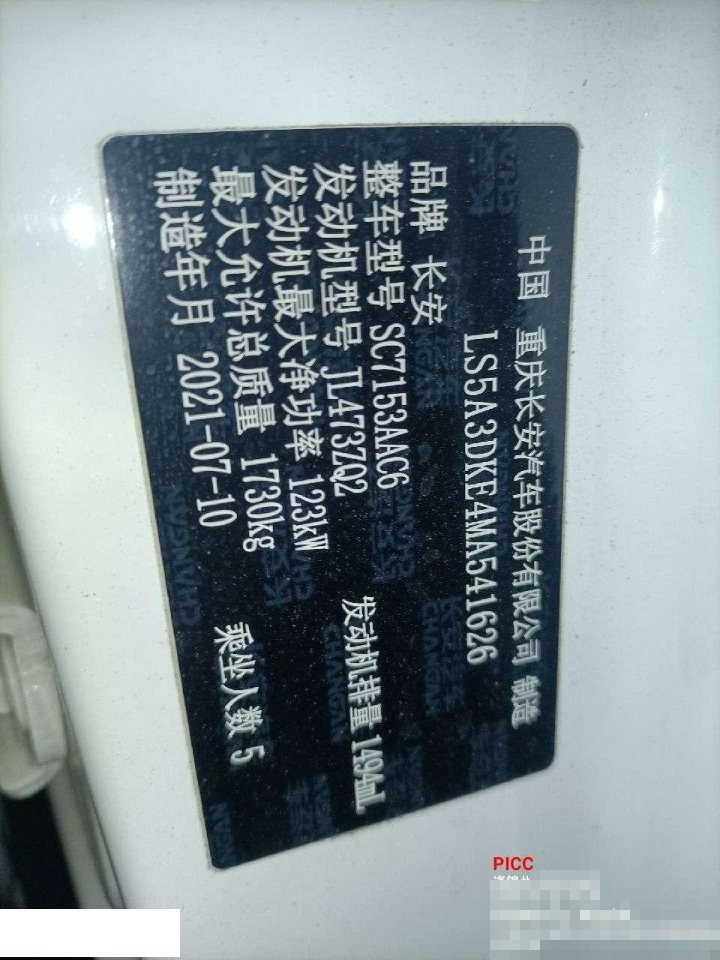 中国 重庆长安汽车股份有限公司 制造
LS5A3DKE4MA541626
品牌 长安
整车型号 SC7153AAC6
发动机型号 JL473ZQ2 发动机排量 1494mL
发动机最大净功率 123kW
最大允许总质量 1730kg 乘坐人数 5
制造年月 2021-07-10
PICC